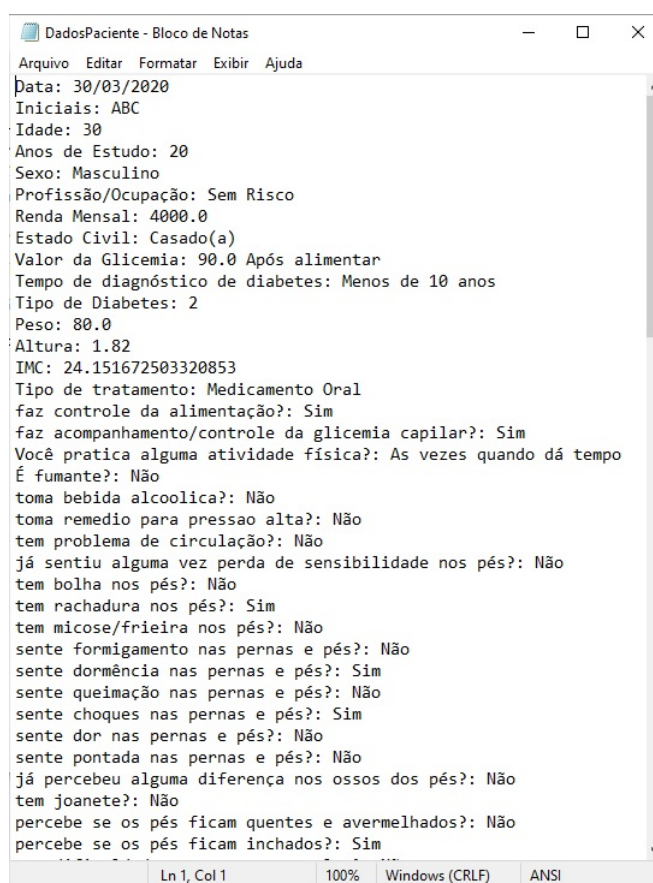 DadosPaciente - Bloco de Notas
Arquivo Editar Formatar Exibir Ajuda
Data: 30/03/2020
Iniciais: ABC
Idade: 30
Anos de Estudo: 20
Sexo: Masculino
Profissão/Ocupação: Sem Risco
Renda Mensal: 4000.0
Estado Civil: Casado(a)
Valor da Glicemia: 90.0 Após alimentar
Tempo de diagnóstico de diabetes: Menos de 10 anos
Tipo de Diabetes: 2
Peso: 80.0
Altura: 1.82
IMC: 24.151672503320853
Tipo de tratamento: Medicamento Oral
faz controle da alimentação?: Sim
faz acompanhamento/controle da glicemia capilar?: Sim
Você pratica alguma atividade física?: As vezes quando dá tempo
É fumante?: Não
toma bebida alcoolica?: Não
toma remedio para pressao alta?: Não
tem problema de circulação?: Não
já sentiu alguma vez perda de sensibilidade nos pés?: Não
tem bolha nos pés?: Não
tem rachadura nos pés?: Sim
tem micose/frieira nos pés?: Não
sente formigamento nas pernas e pés?: Não
sente dormência nas pernas e pés?: Sim
sente queimação nas pernas e pés?: Não
sente choques nas pernas e pés?: Sim
sente dor nas pernas e pés?: Não
sente pontada nas pernas e pés?: Não
já percebeu alguma diferença nos ossos dos pés?: Não
tem joanete?: Não
percebe se os pés ficam quentes e avermelhados?: Não
percebe se os pés ficam inchados?: Sim
Ln 1, Col 1 100% Windows (CRLF) ANSI